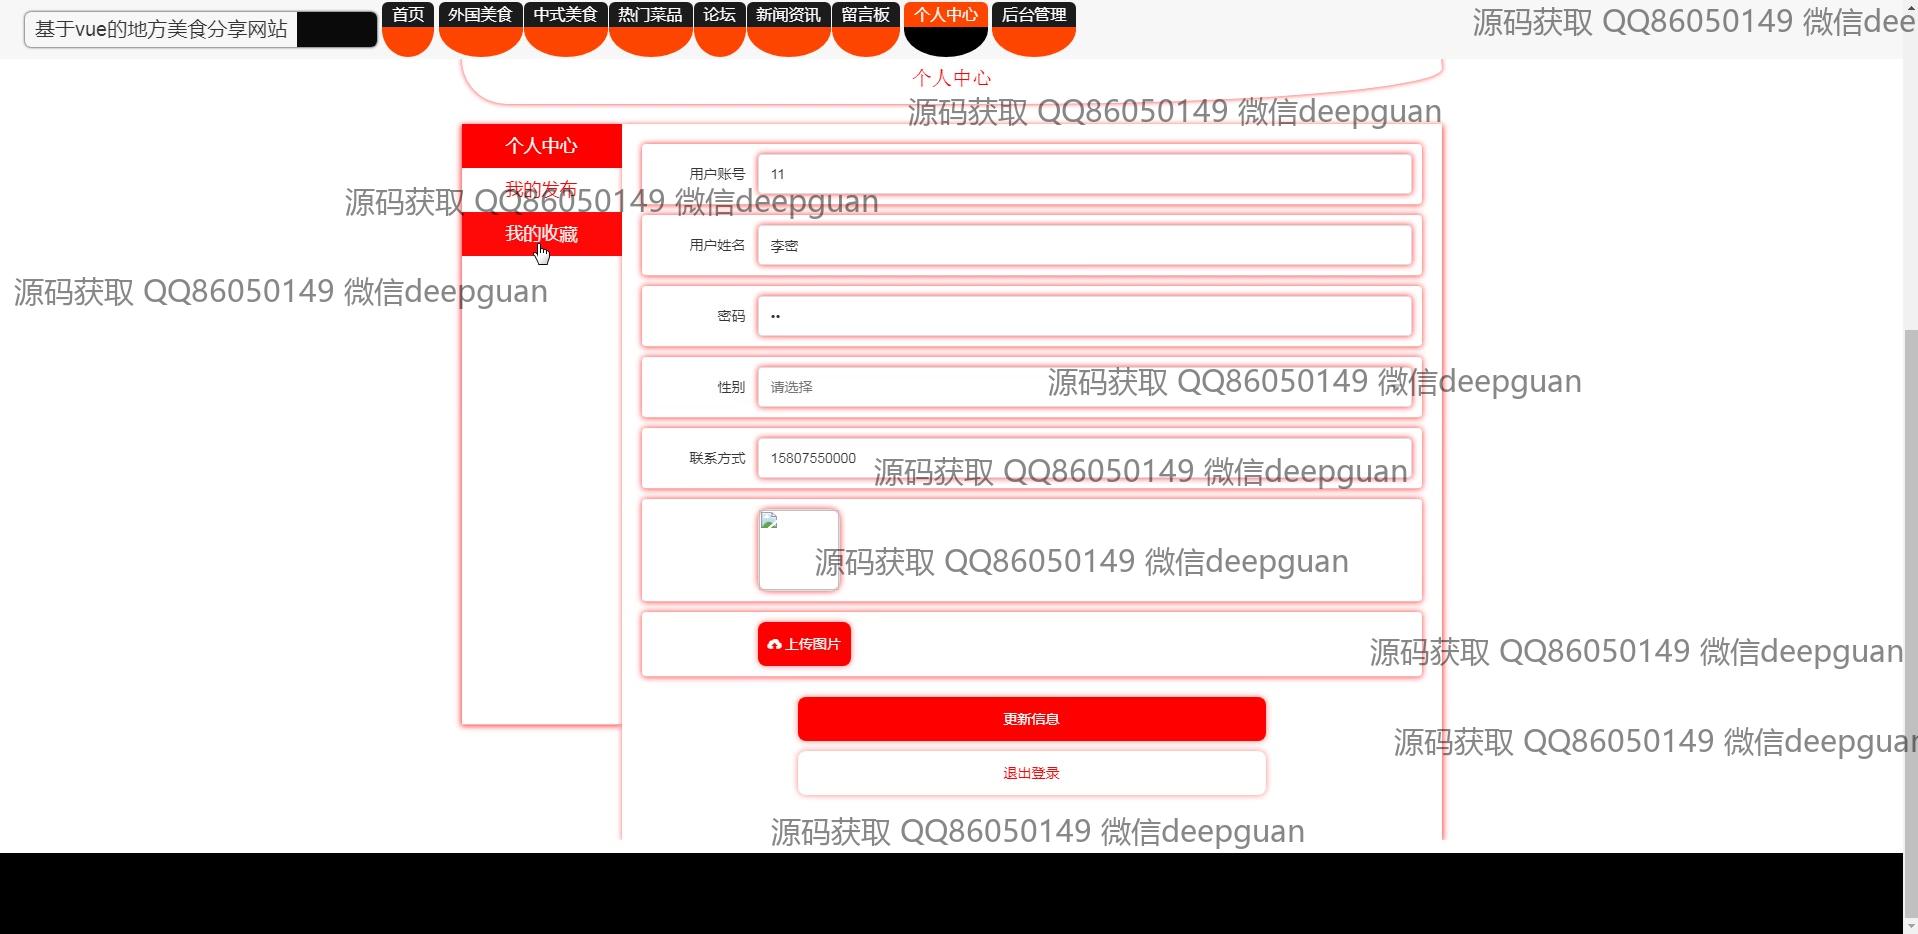 基于vue的地方美食分享网站
首页 外国美食 中式美食 热门菜品 论坛 新闻资讯 留言板 个人中心 后台管理
源码获取 QQ86050149 微信dee
个人中心
源码获取 QQ86050149 微信deepguan
个人中心
用户账号 11
我的发布
源码获取 QQ86050149 微信deepguan
我的收藏
用户姓名 李密
源码获取 QQ86050149 微信deepguan
密码 ••
性别 请选择
源码获取 QQ86050149 微信deepguan
联系方式 15807550000
源码获取 QQ86050149 微信deepguan
源码获取 QQ86050149 微信deepguan
上传图片
源码获取 QQ86050149 微信deepguan
更新信息
源码获取 QQ86050149 微信deepguan
退出登录
源码获取 QQ86050149 微信deepguan